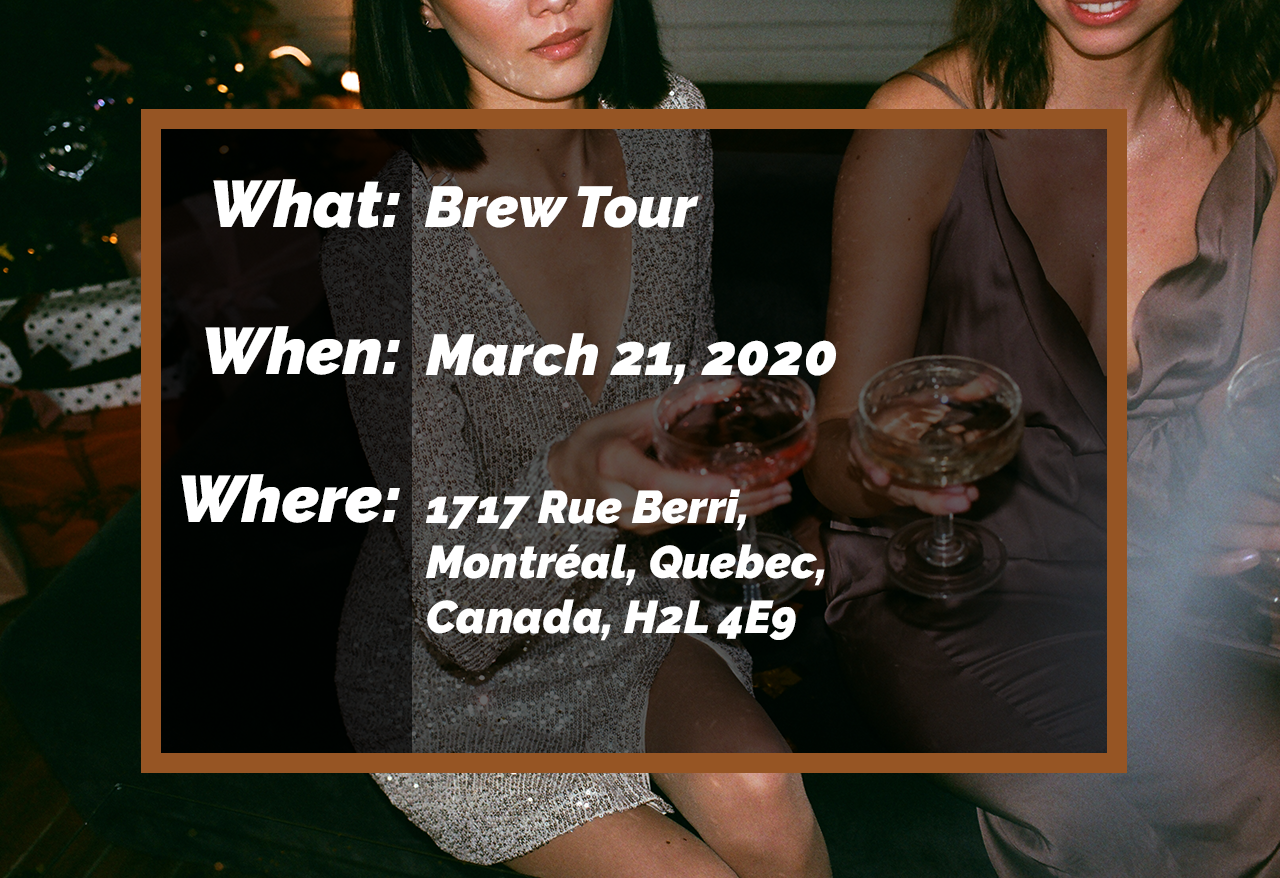 What: Brew Tour
When: March 21, 2020
Where: 1717 Rue Berri,
Montréal, Quebec,
Canada, H2L 4E9